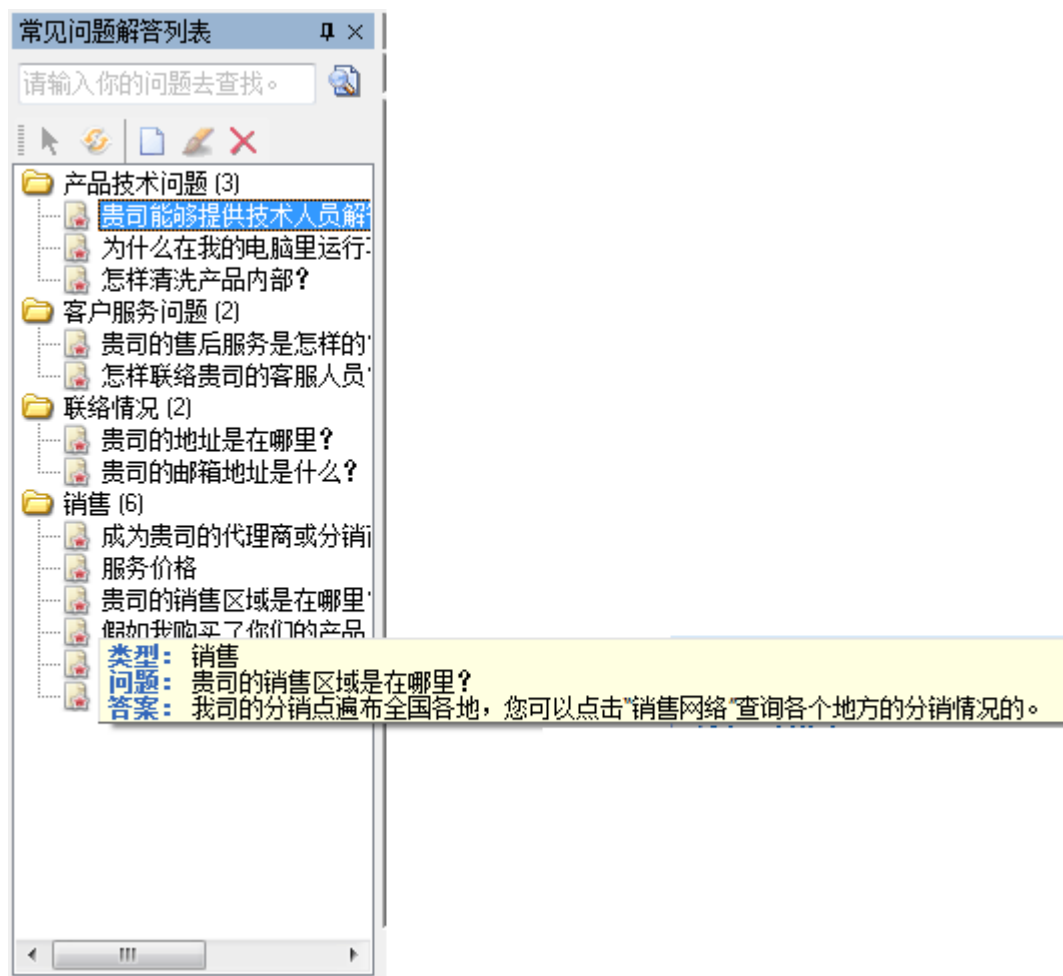 常见问题解答列表
请输入你的问题去查找。
产品技术问题 (3)
贵司能够提供技术人员解
为什么在我的电脑里运行
怎样清洗产品内部？
客户服务问题 (2)
贵司的售后服务是怎样的
怎样联络贵司的客服人员
联络情况 (2)
贵司的地址是在哪里？
贵司的邮箱地址是什么？
销售 (6)
成为贵司的代理商或分销
服务价格
贵司的销售区域是在哪里
假如我购买了你们的产品
类型： 销售
问题： 贵司的销售区域是在哪里？
答案： 我司的分销点遍布全国各地，您可以点击"销售网络"查询各个地方的分销情况的。